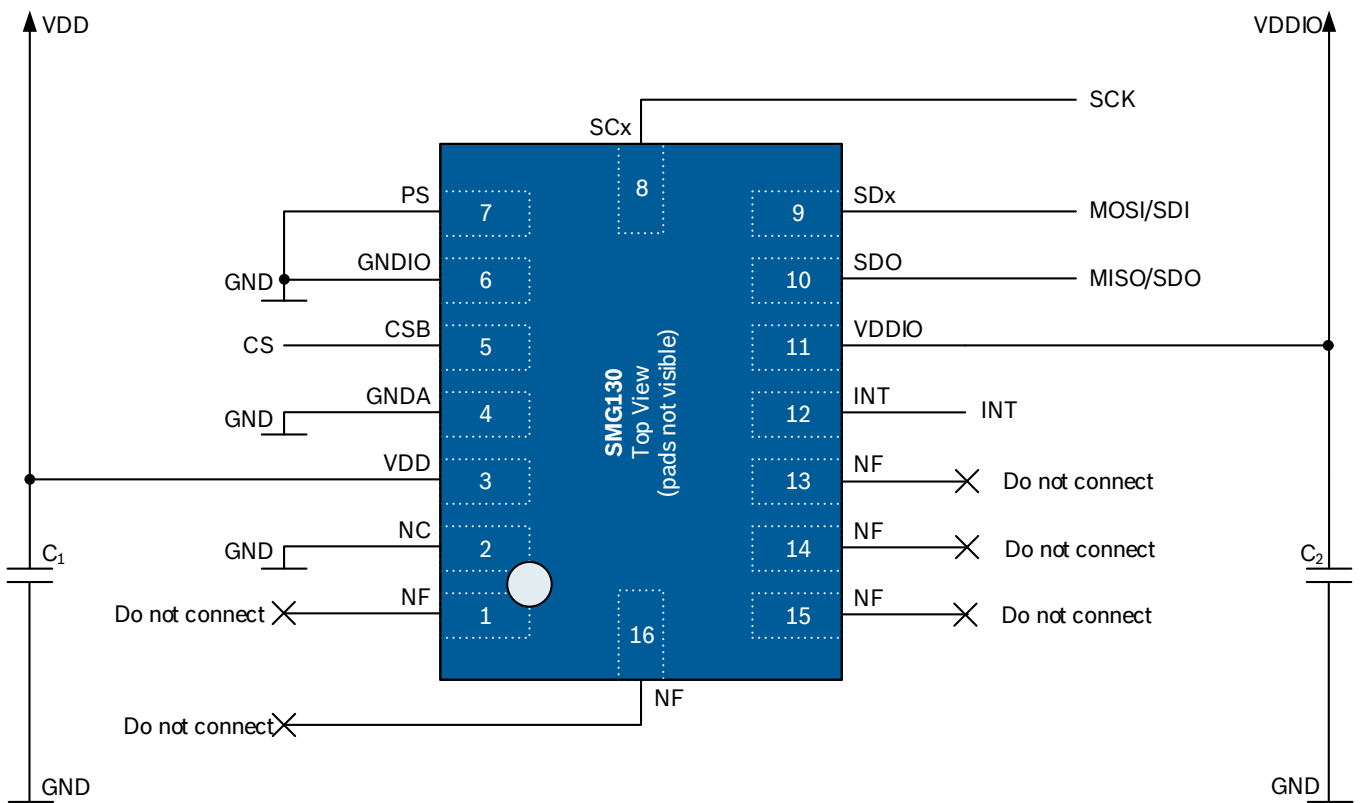 VDD
VDDIO
SCK
SCx
8
PS
7
9
SDx
MOSI/SDI
GNDIO
GND
6
10
SDO
MISO/SDO
CSB
CS
5
11
VDDIO
GNDA
GND
4
12
INT
INT
SMG130
Top View
(pads not visible)
VDD
3
13
NF
Do not connect
NC
GND
2
14
NF
Do not connect
C₁
C₂
NF
Do not connect
1
15
NF
Do not connect
16
NF
Do not connect
GND
GND